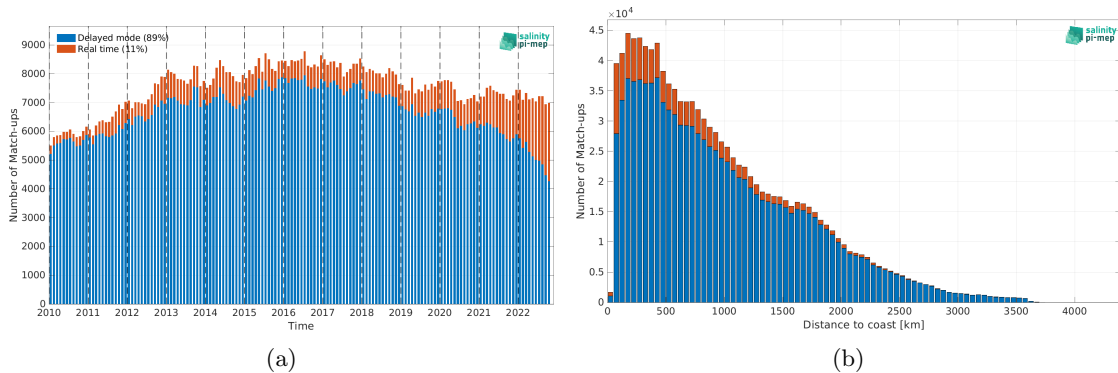 Delayed mode (89%)
Real time (11%)
salinity
pi-mep
9000
8000
7000
6000
5000
4000
3000
2000
1000
0
Number of Match-ups
2010 2011 2012 2013 2014 2015 2016 2017 2018 2019 2020 2021 2022
Time
(a)
×10⁴
salinity
pi-mep
4.5
4
3.5
3
2.5
2
1.5
1
0.5
0
Number of Match-ups
0 500 1000 1500 2000 2500 3000 3500 4000
Distance to coast [km]
(b)